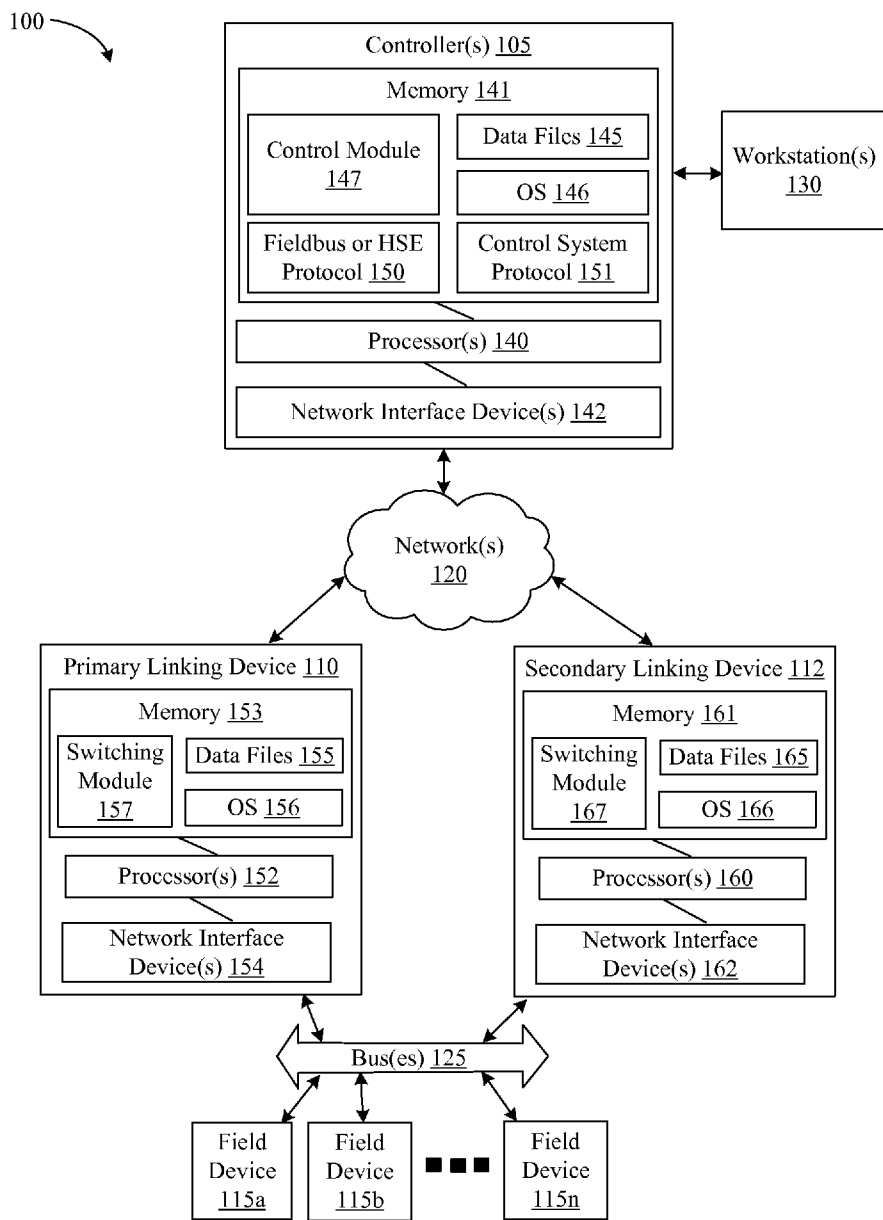 100
Controller(s) 105
Memory 141
Control Module
147
Data Files 145
OS 146
Fieldbus or HSE
Protocol 150
Control System
Protocol 151
Processor(s) 140
Network Interface Device(s) 142
Workstation(s)
130
Network(s)
120
Primary Linking Device 110
Memory 153
Switching
Module
157
Data Files 155
OS 156
Processor(s) 152
Network Interface
Device(s) 154
Secondary Linking Device 112
Memory 161
Switching
Module
167
Data Files 165
OS 166
Processor(s) 160
Network Interface
Device(s) 162
Bus(es) 125
Field
Device
115a
Field
Device
115b
Field
Device
115n